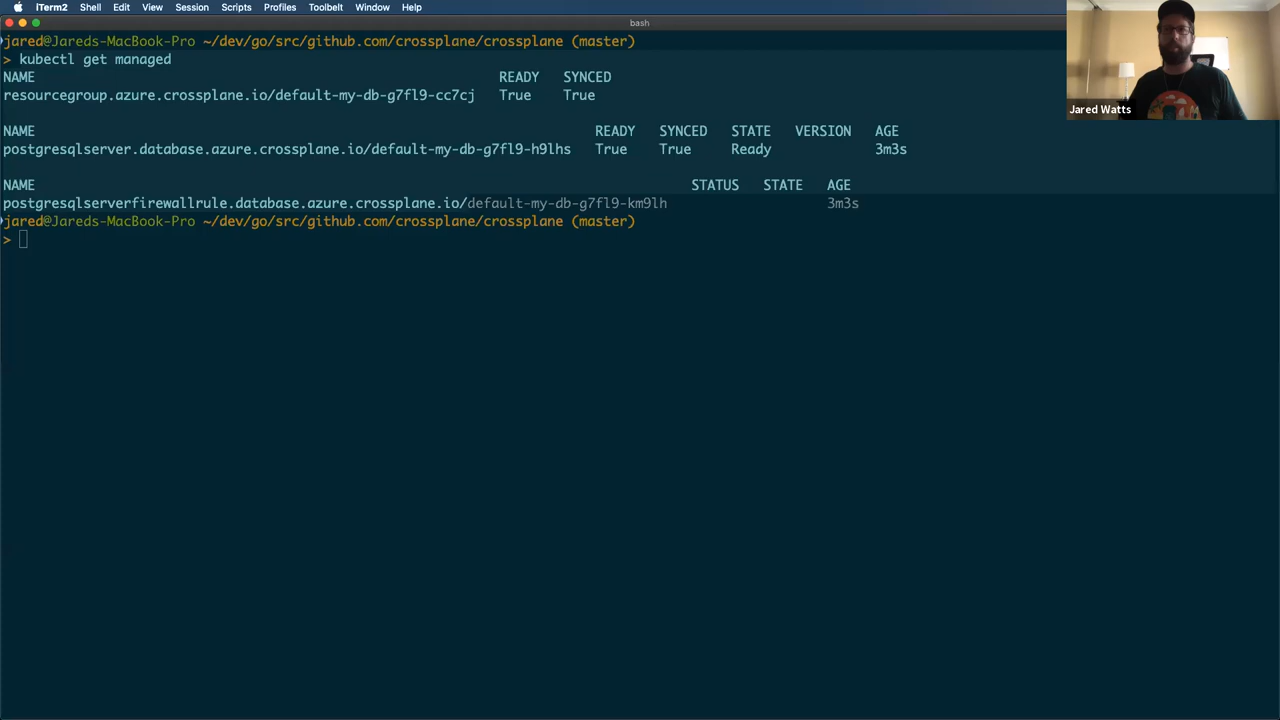 iTerm2 Shell Edit View Session Scripts Profiles Toolbelt Window Help
bash
jared@Jareds-MacBook-Pro ~/dev/go/src/github.com/crossplane/crossplane (master)
> kubectl get managed
NAME READY SYNCED
resourcegroup.azure.crossplane.io/default-my-db-g7fl9-cc7cj True True
NAME READY SYNCED STATE VERSION AGE
postgresqlserver.database.azure.crossplane.io/default-my-db-g7fl9-h9lhs True True Ready 3m3s
NAME STATUS STATE AGE
postgresqlserverfirewallrule.database.azure.crossplane.io/default-my-db-g7fl9-km9lh 3m3s
jared@Jareds-MacBook-Pro ~/dev/go/src/github.com/crossplane/crossplane (master)
>
Jared Watts